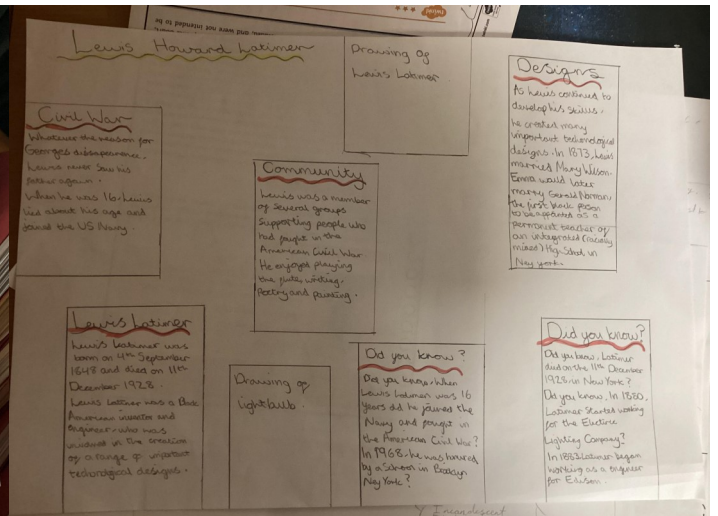 Lewis Howard Latimer
Drawing of
Lewis Latimer.
Designs
As Lewis continued to
develop his skills,
he created many
important technological
designs. In 1873, Lewis
married Mary Wilson.
Emma would later
marry Gerald Norman,
the first black person
to be appointed as a
permanent teacher of
an integrated (racially
mixed) High School in
New York.
Civil War
Whatever the reason for
George's dissapearence,
Lewis never saw his
father again.
When he was 16, Lewis
lied about his age and
joined the US Navy.
Community
Lewis was a member
of several groups
supporting people who
had fought in the
American Civil War
He enjoyed playing
the flute, writing,
Poetry and painting.
Lewis Latimer
Lewis Latimer was
born on 4th September
1848 and died on 11th
December 1928.
Lewis Latimer was a Black
American inventor and
engineer who was
involved in the creation
of a range of important
technological designs.
Drawing of
lightbulb.
Did you know?
Did you know, When
Lewis Latimer was 16
years old he joined the
Navy and fought in
the American Civil War?
In 1968, he was honored
by a School in Brooklyn
New York?
Did you know?
Did you know, Latimer
died on the 11th December
1928, in New York?
Did you know, In 1880,
Latimer Started working
for the Electric
Lighting Company?
In 1883 Latimer began
working as a engineer
for Edison.
Incandescent